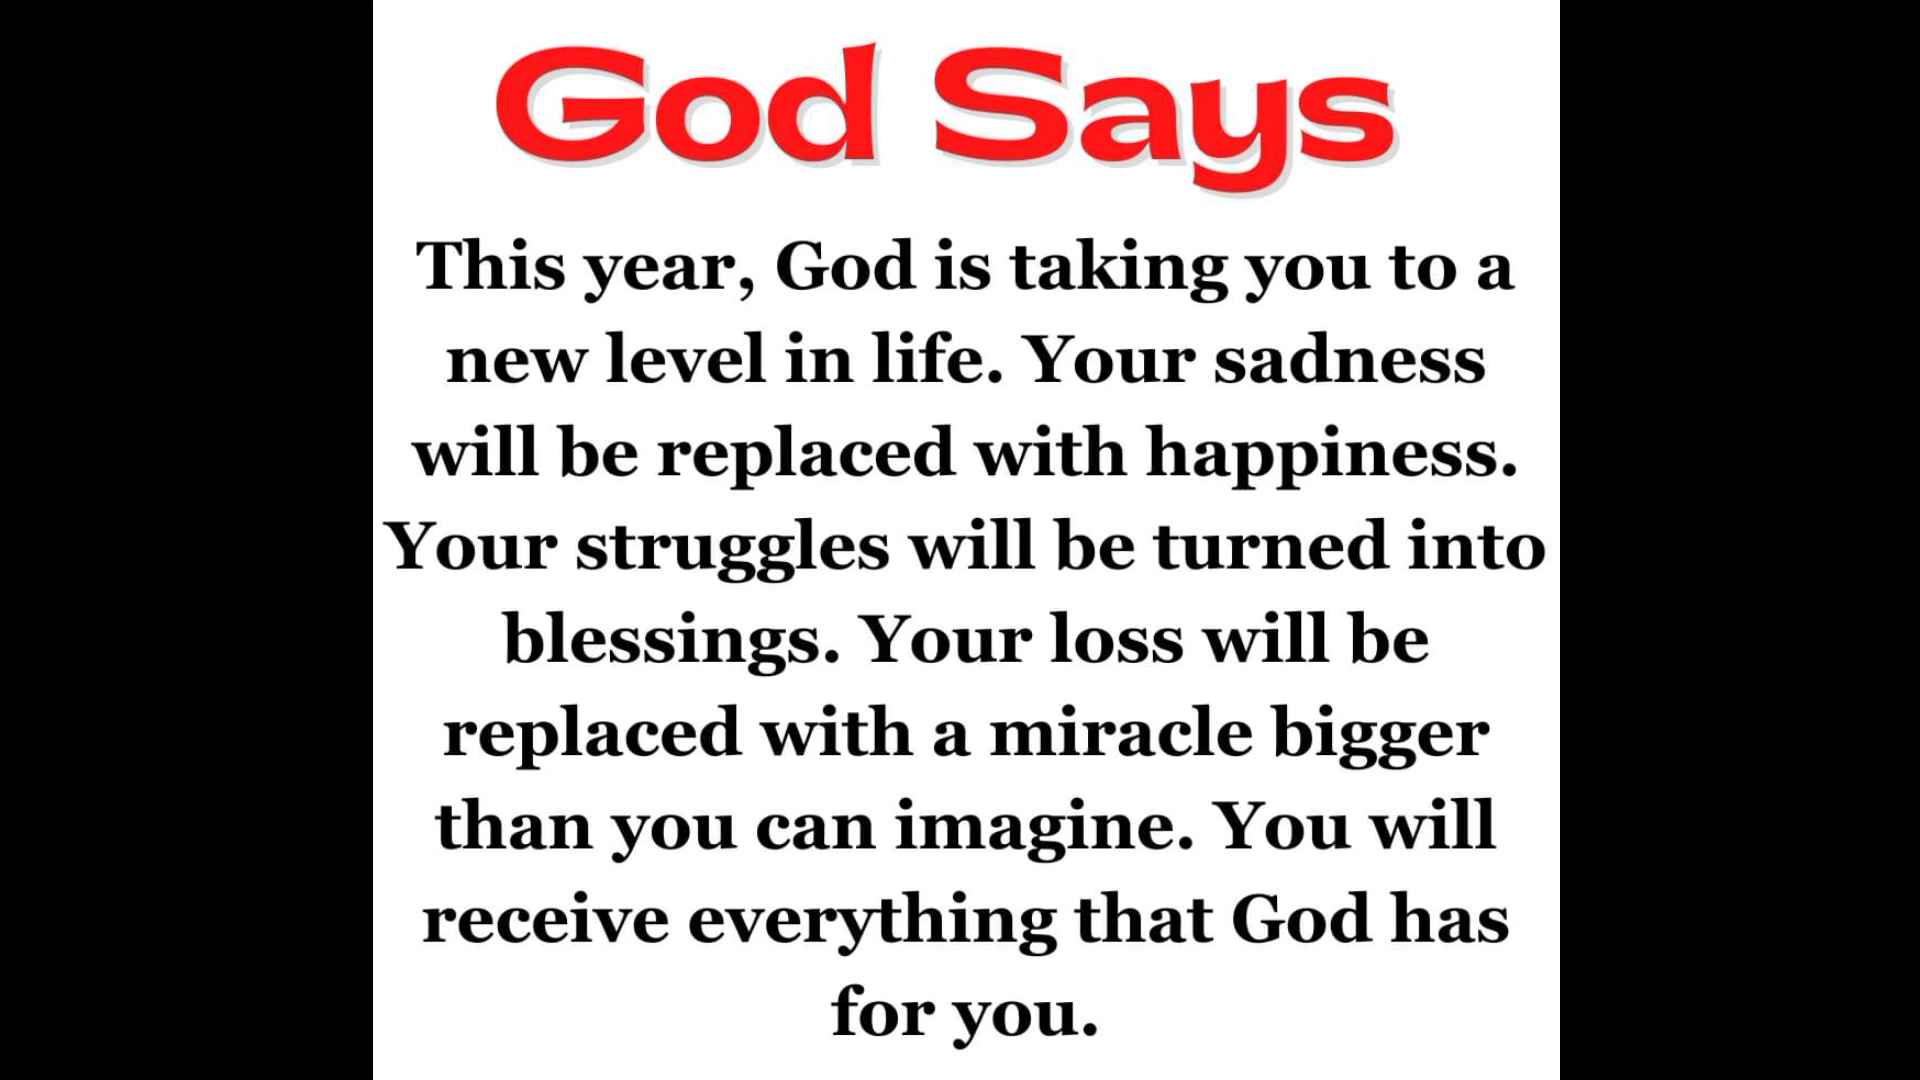 God Says
This year, God is taking you to a
new level in life. Your sadness
will be replaced with happiness.
Your struggles will be turned into
blessings. Your loss will be
replaced with a miracle bigger
than you can imagine. You will
receive everything that God has
for you.